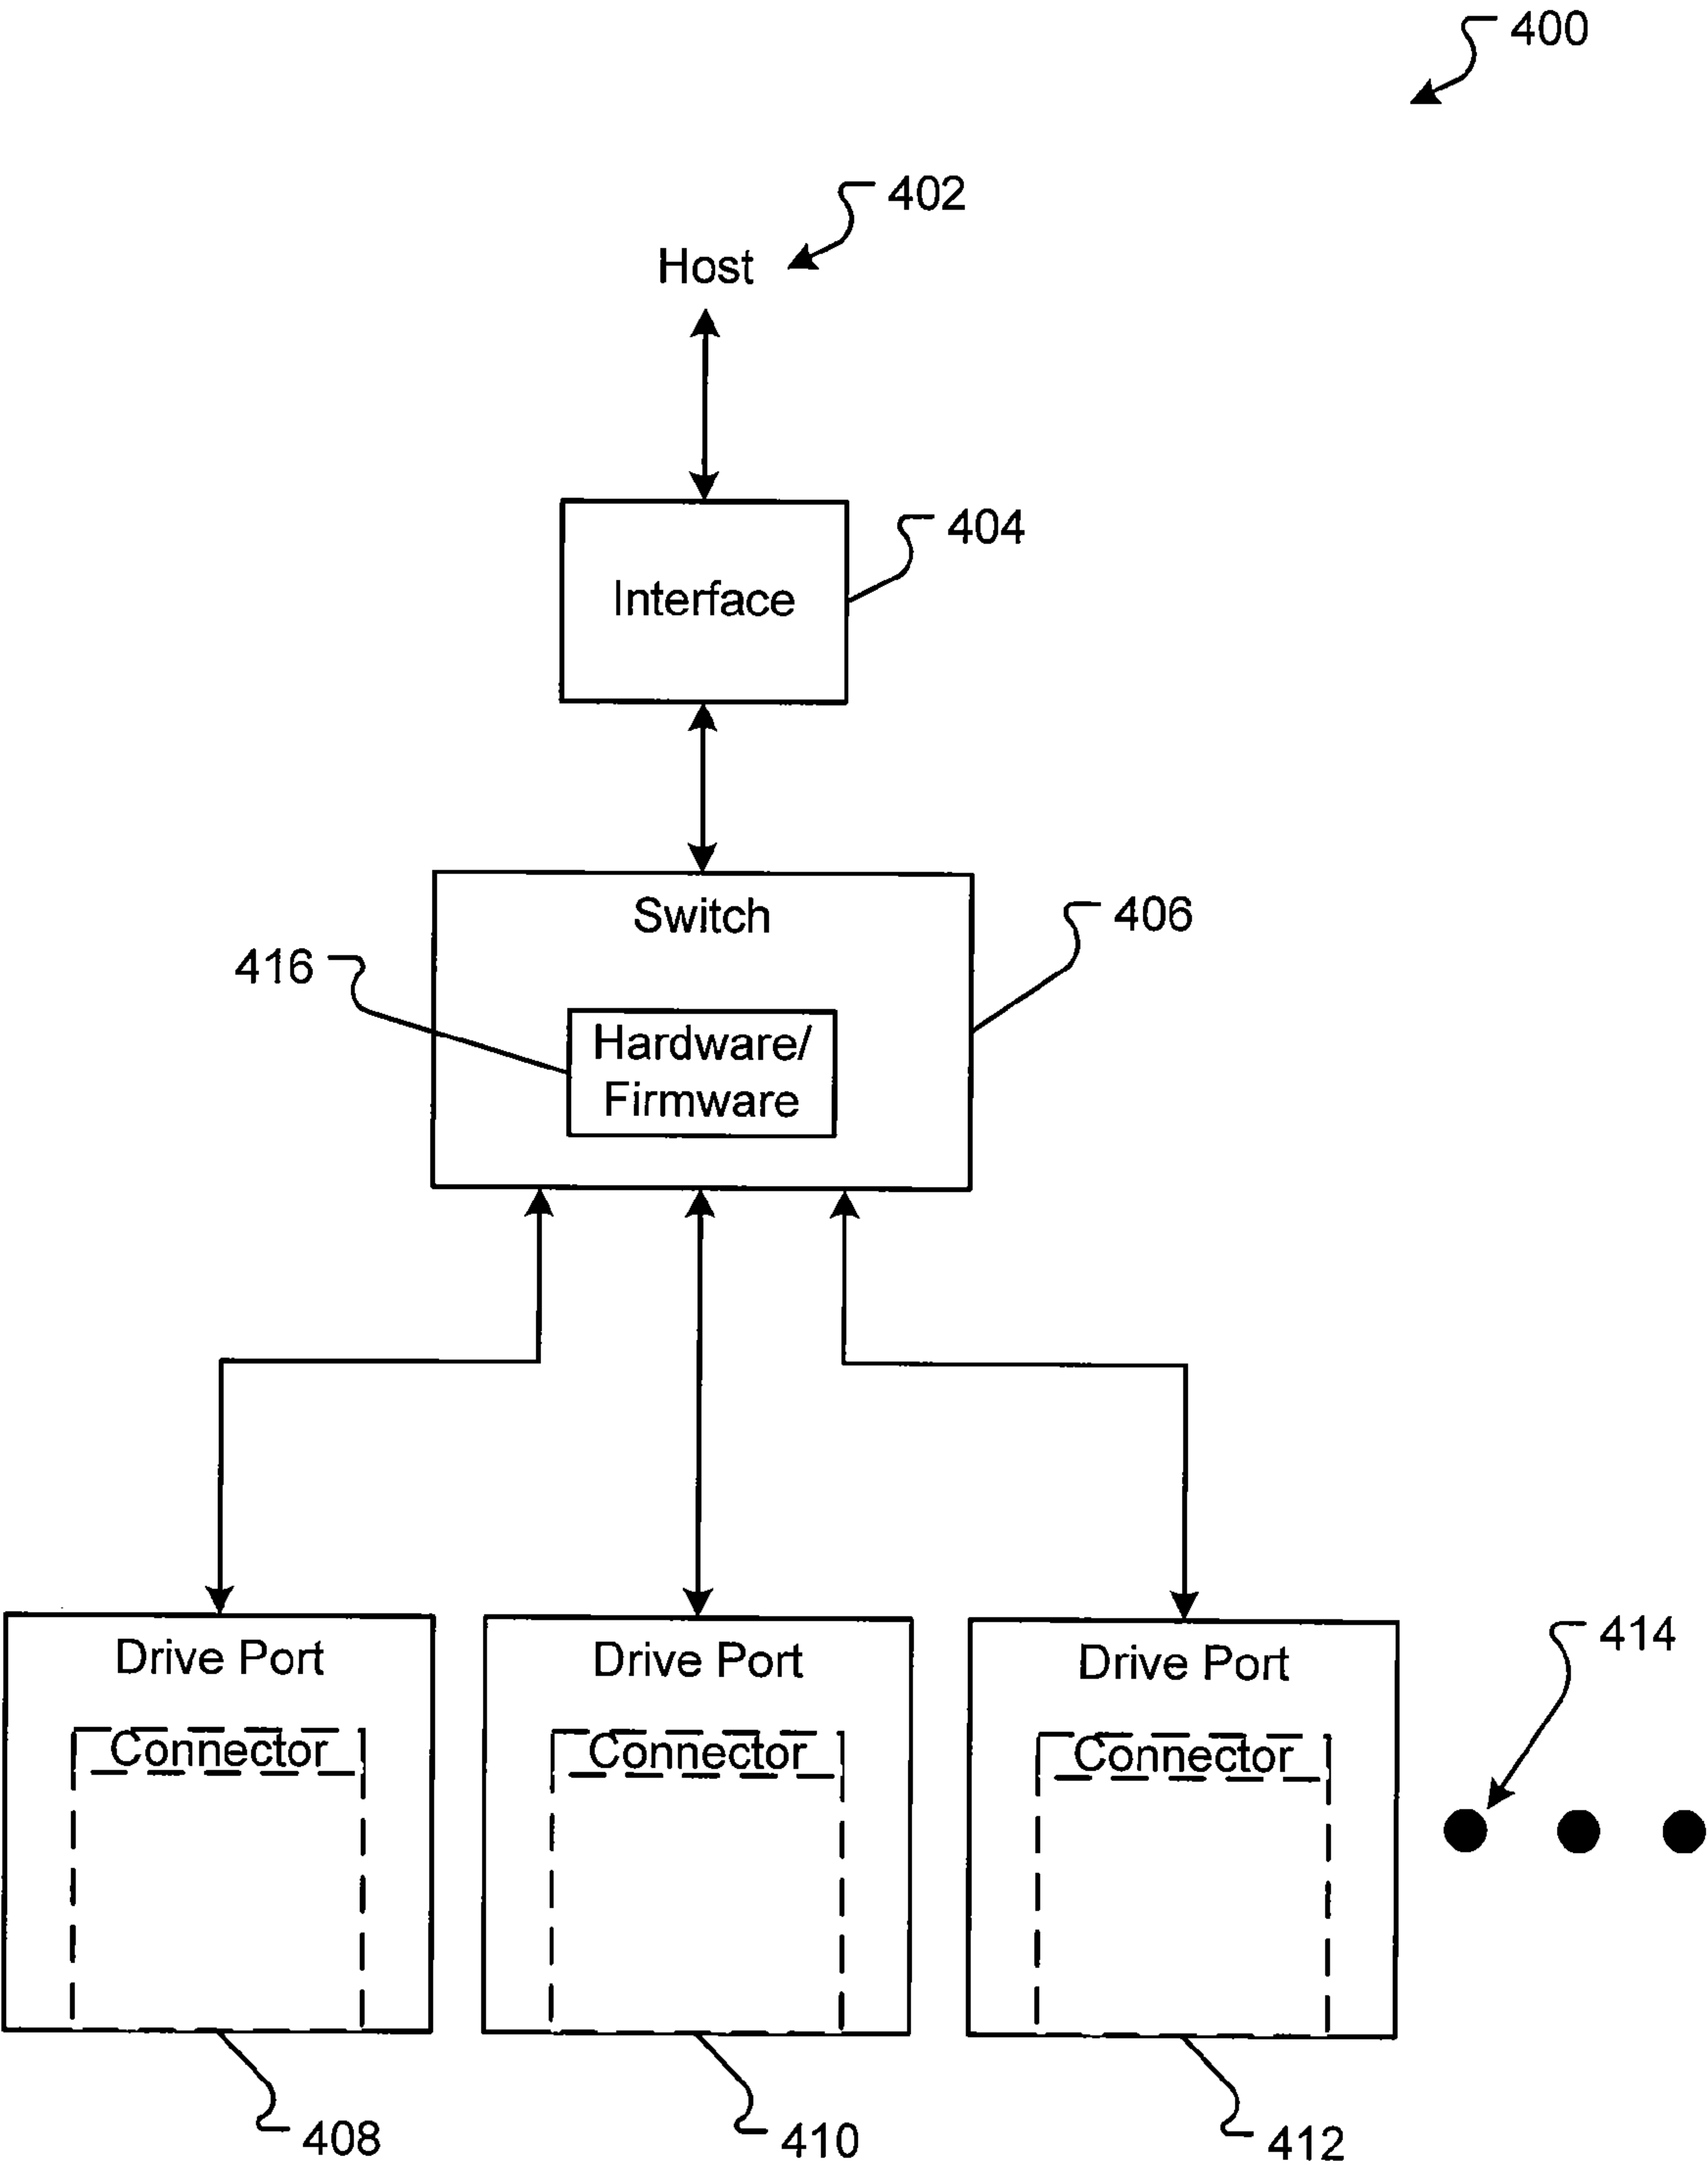 400
402
Host
404
Interface
Switch
406
416
Hardware/
Firmware
Drive Port
Drive Port
Drive Port
414
Connector
Connector
Connector
408
410
412